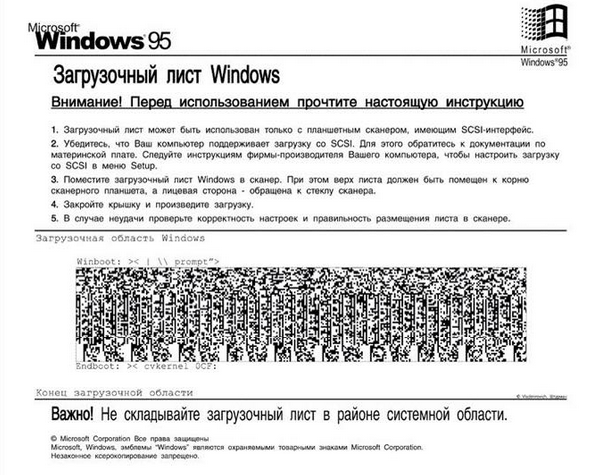 Microsoft®
Windows®95
Microsoft®
Windows®95
Загрузочный лист Windows
Внимание! Перед использованием прочтите настоящую инструкцию
1. Загрузочный лист может быть использован только с планшетным сканером, имеющим SCSI-интерфейс.
2. Убедитесь, что Ваш компьютер поддерживает загрузку со SCSI. Для этого обратитесь к документации по
материнской плате. Следуйте инструкциям фирмы-производителя Вашего компьютера, чтобы настроить загрузку
со SCSI в меню Setup.
3. Поместите загрузочный лист Windows в сканер. При этом верх листа должен быть помещен к корню
сканерного планшета, а лицевая сторона - обращена к стеклу сканера.
4. Закройте крышку и произведите загрузку.
5. В случае неудачи проверьте корректность настроек и правильность размещения листа в сканере.
Загрузочная область Windows
Winboot: >< | \\ prompt">
Endboot: >< cvkernel 0CF:
Конец загрузочной области
Важно! Не складывайте загрузочный лист в районе системной области.
© Microsoft Corporation Все права защищены
Microsoft, Windows, эмблемы "Windows" являются охраняемыми товарными знаками Microsoft Corporation.
Незаконное ксерокопирование запрещено.